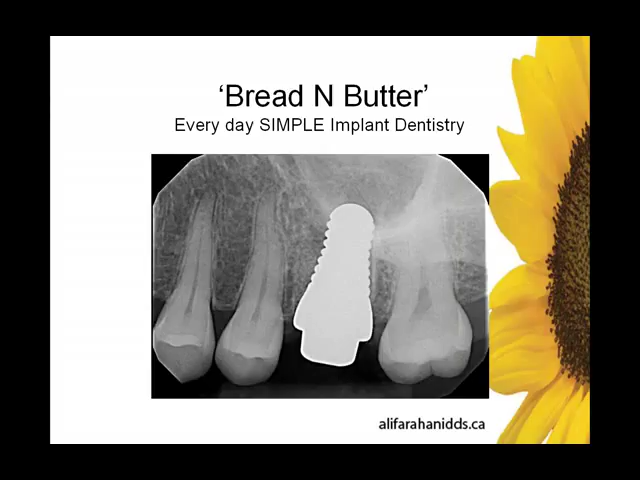 ‘Bread N Butter’
Every day SIMPLE Implant Dentistry
alifarahanidds.ca